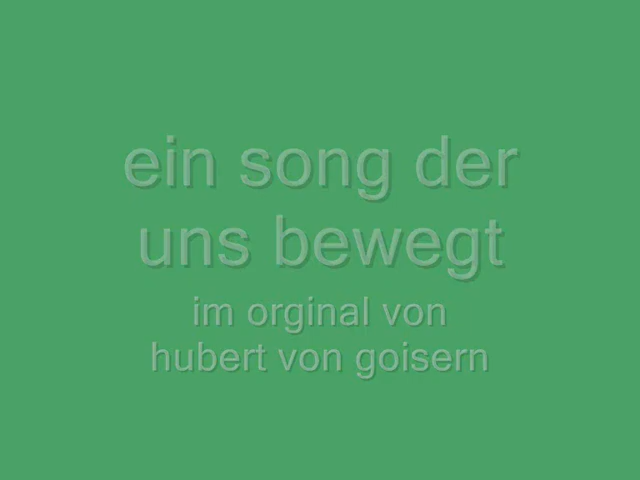 ein song der
uns bewegt
im orginal von
hubert von goisern